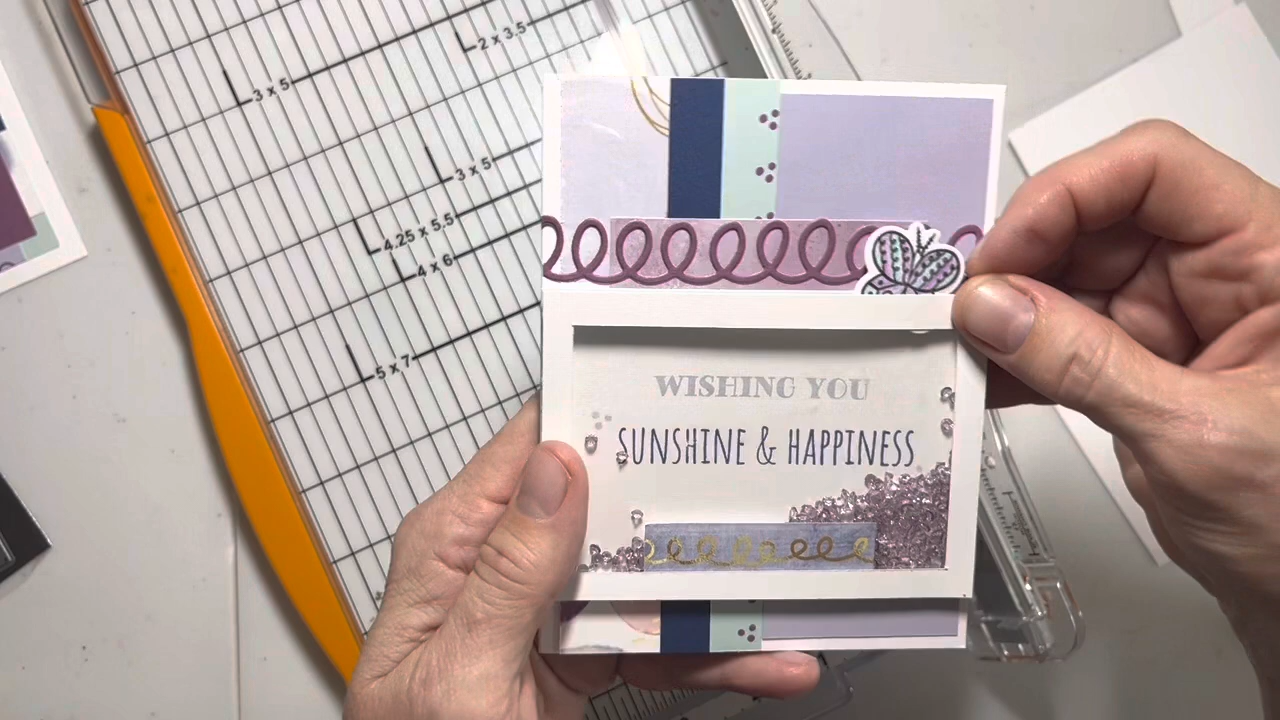 2 x 3.5
3 x 5
3 x 5
4.25 x 5.5
4 x 6
5 x 7
WISHING YOU
SUNSHINE & HAPPINESS